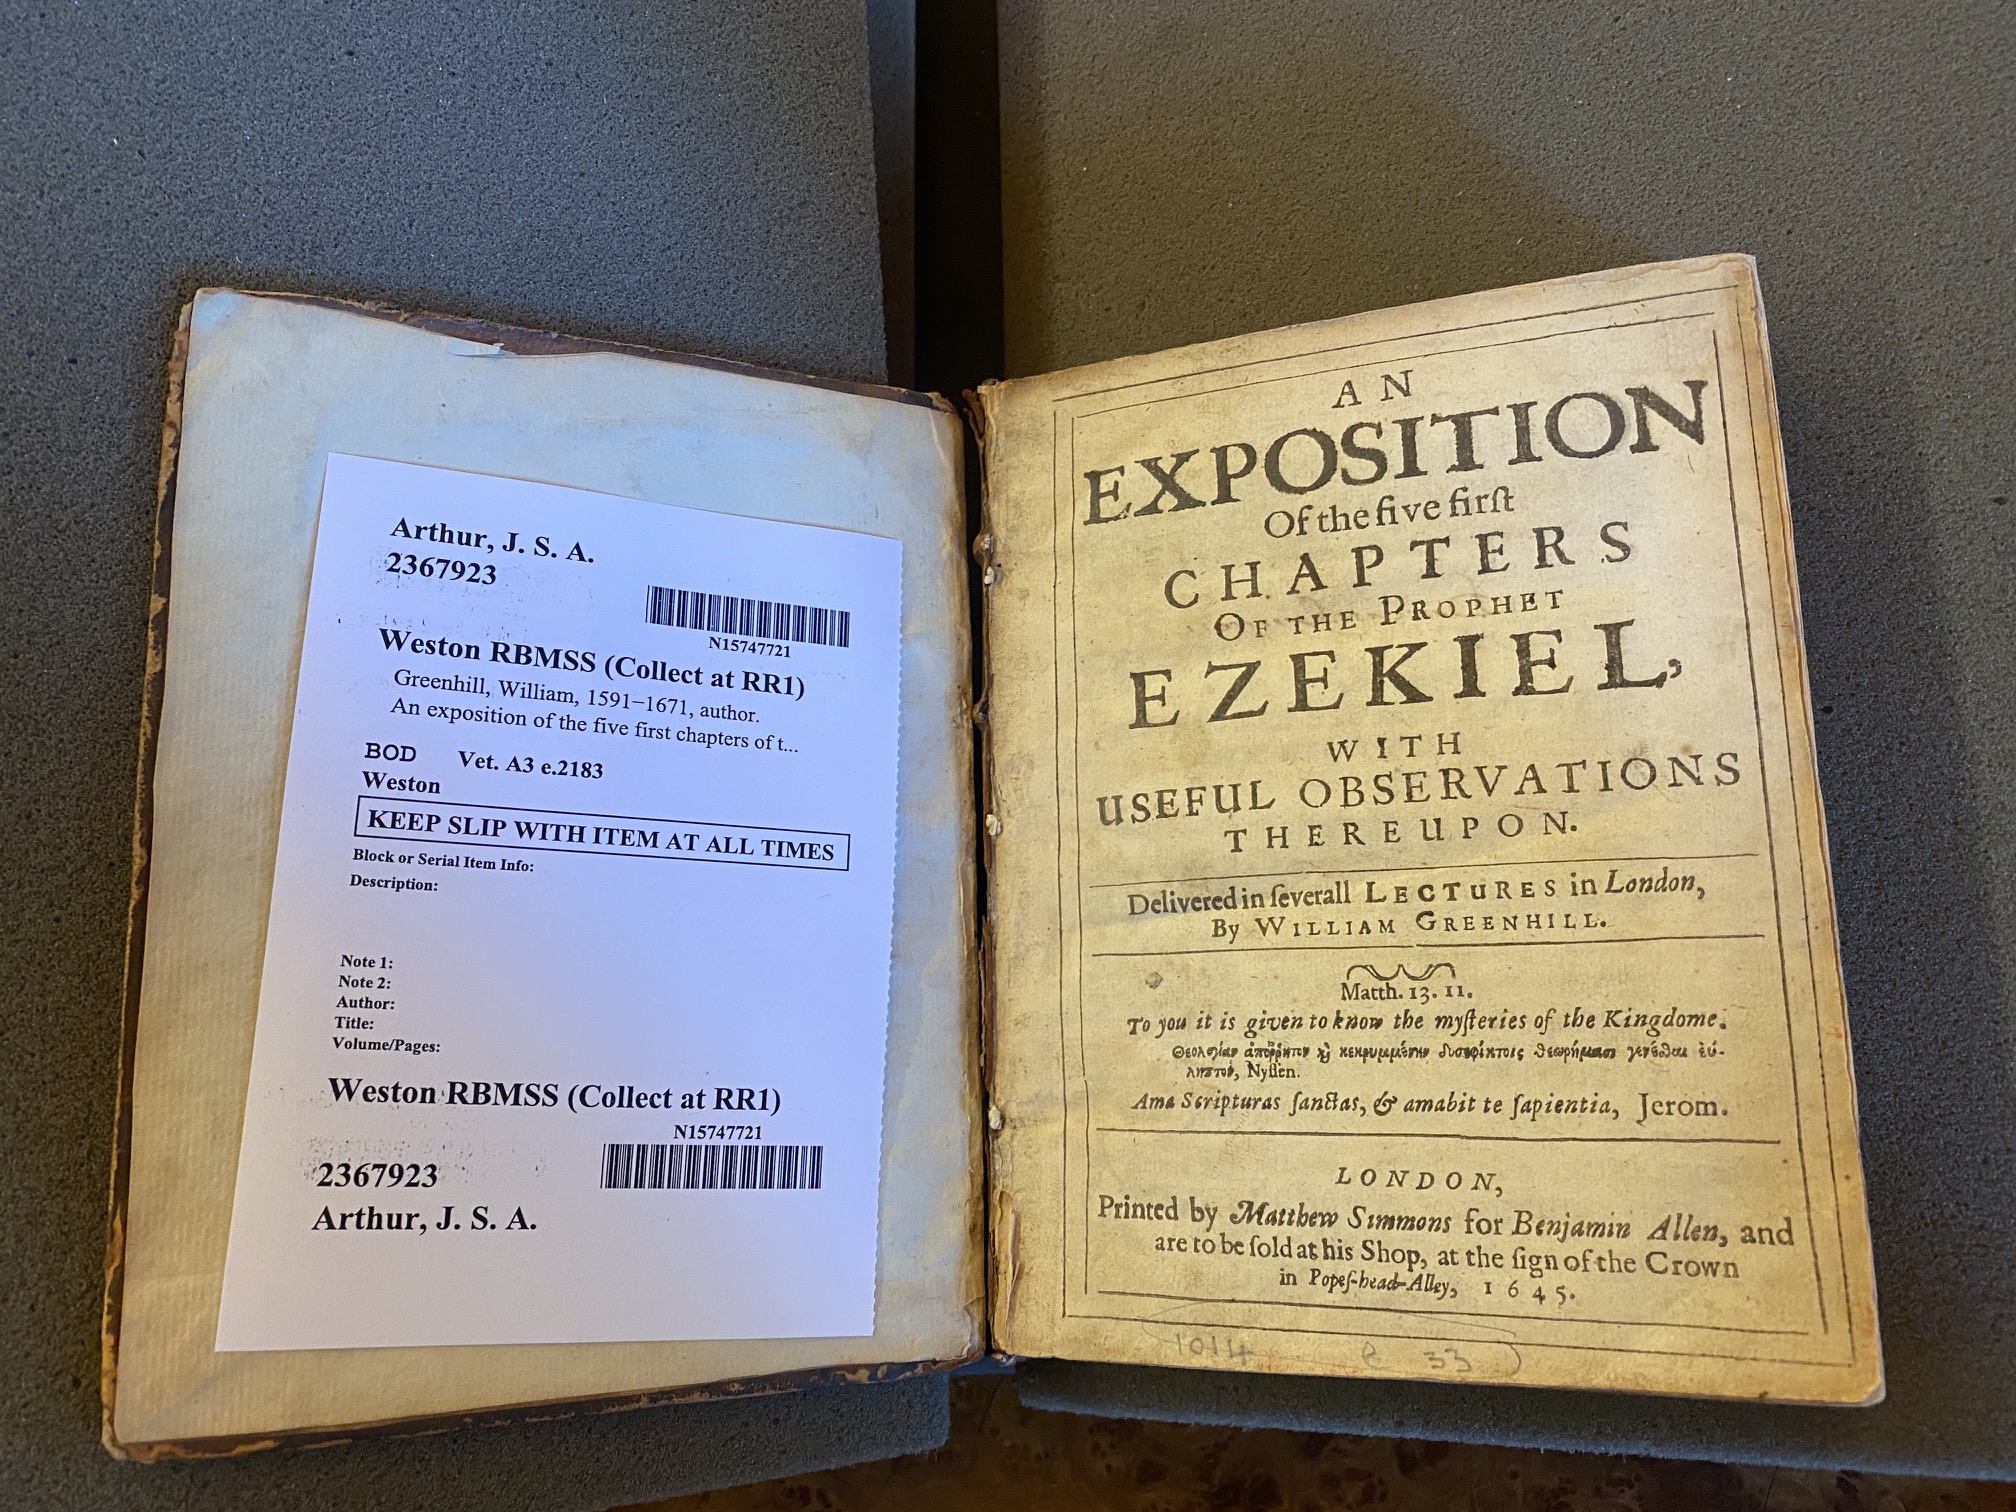 Arthur, J. S. A.
2367923
N15747721
Weston RBMSS (Collect at RR1)
Greenhill, William, 1591-1671, author.
An exposition of the five first chapters of t...
BOD Vet. A3 e.2183
Weston
KEEP SLIP WITH ITEM AT ALL TIMES
Block or Serial Item Info:
Description:
Note 1:
Note 2:
Author:
Title:
Volume/Pages:
Weston RBMSS (Collect at RR1)
N15747721
2367923
Arthur, J. S. A.
AN
EXPOSITION
Of the five first
CHAPTERS
OF THE PROPHET
EZEKIEL,
WITH
USEFUL OBSERVATIONS
THEREUPON.
Delivered in ſeverall LECTURES in London,
By WILLIAM GREENHILL.
Matth. 13. 11.
To you it is given to know the myſteries of the Kingdome.
Θεολογίαν
Nyſſen.
Ama Scripturas ſanctas, & amabit te ſapientia, Jerom.
LONDON,
Printed by Matthew Simmons for Benjamin Allen, and
are to be ſold at his Shop, at the ſign of the Crown
in Popeſ-head-Alley, 1645.
1014 e 33